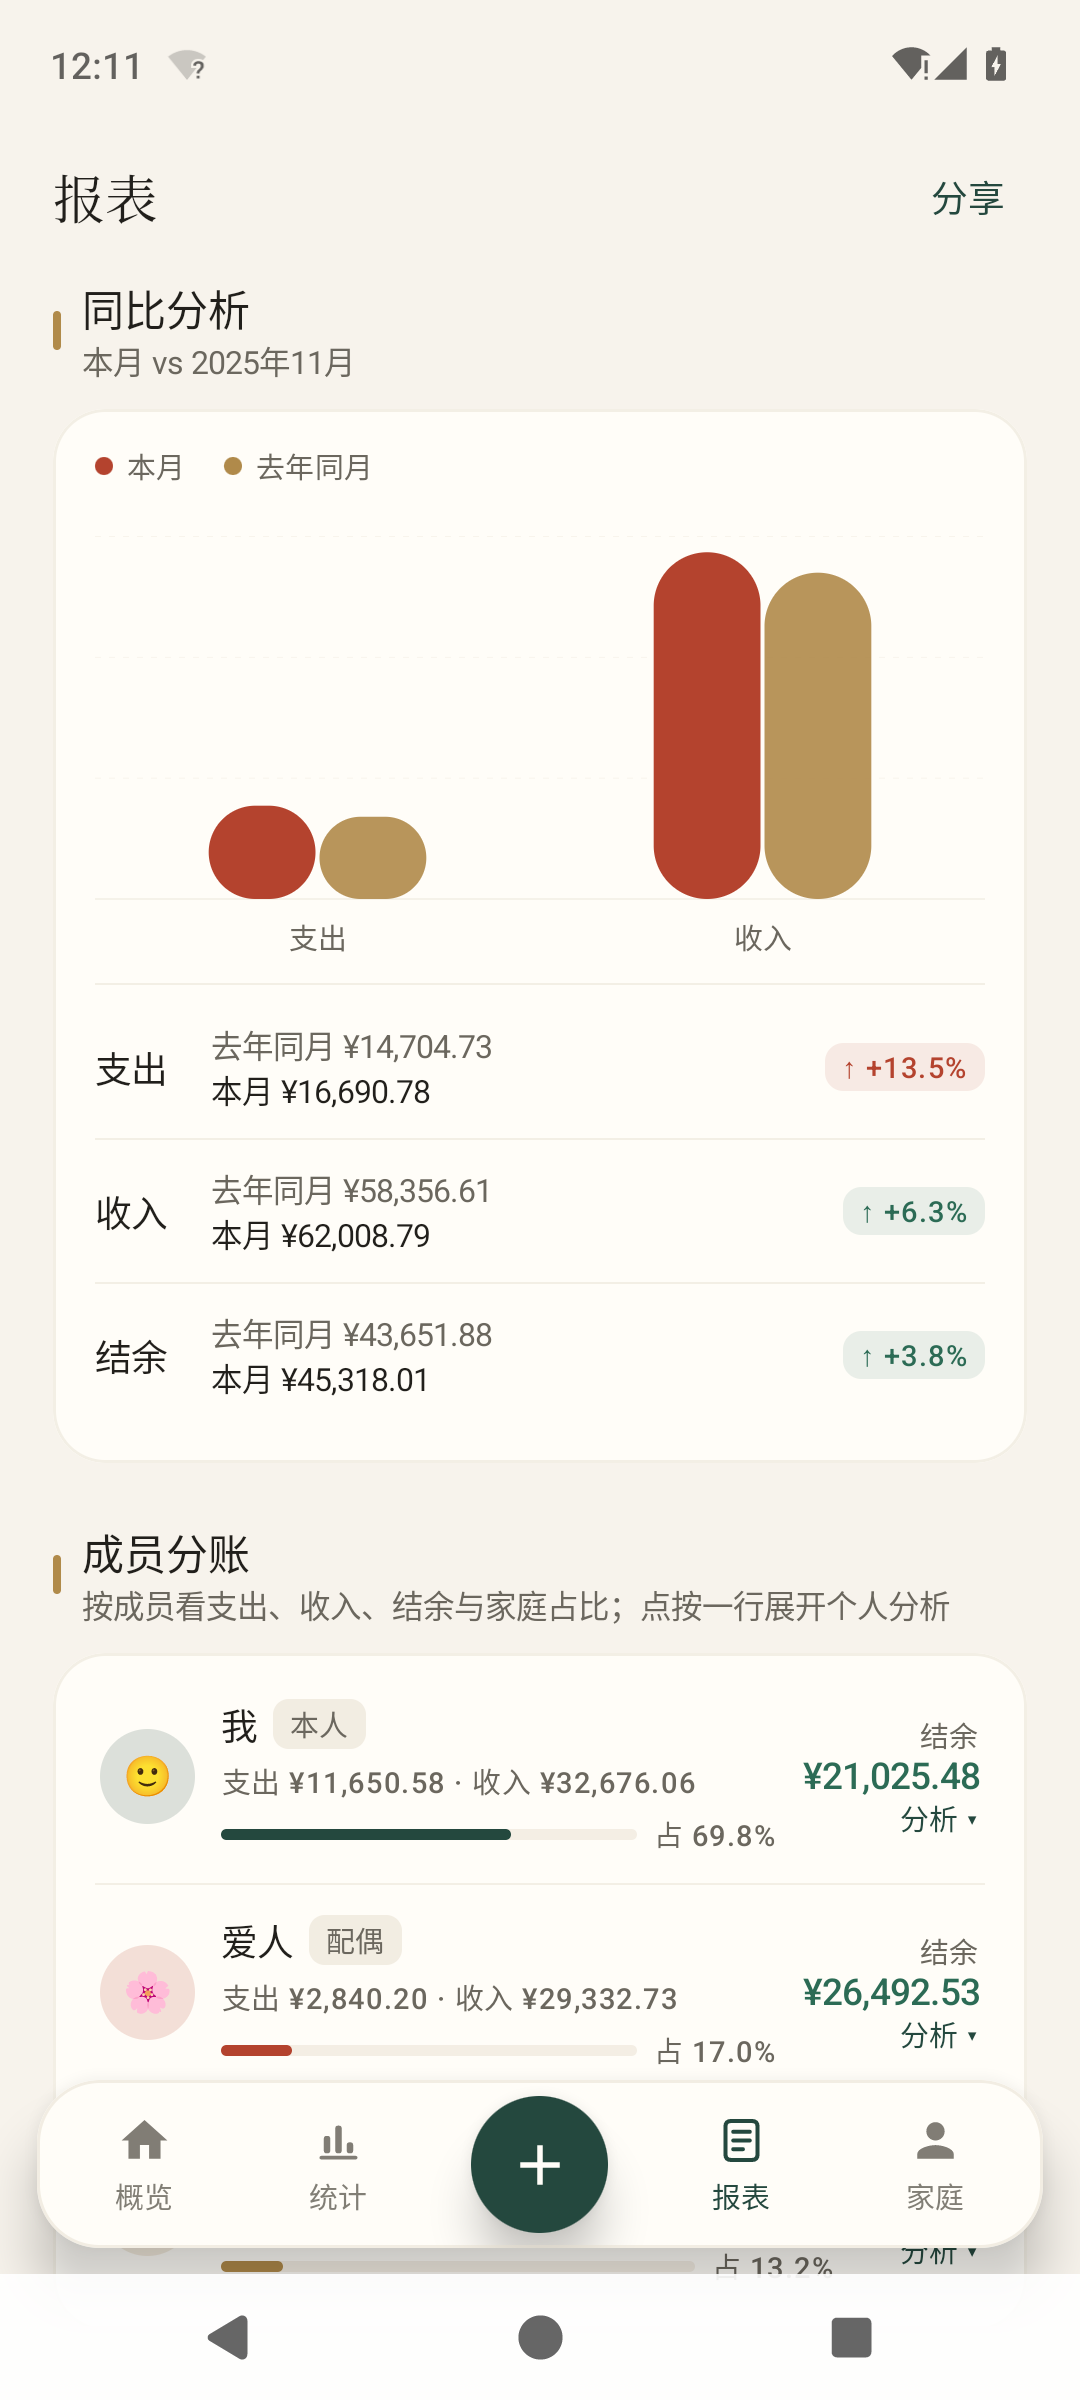 12:11
报表
分享
同比分析
本月 vs 2025年11月
本月
去年同月
支出
收入
支出
去年同月 ¥14,704.73
本月 ¥16,690.78
↑ +13.5%
收入
去年同月 ¥58,356.61
本月 ¥62,008.79
↑ +6.3%
结余
去年同月 ¥43,651.88
本月 ¥45,318.01
↑ +3.8%
成员分账
按成员看支出、收入、结余与家庭占比；点按一行展开个人分析
我 本人
支出 ¥11,650.58 · 收入 ¥32,676.06
占 69.8%
结余
¥21,025.48
分析 ▾
爱人 配偶
支出 ¥2,840.20 · 收入 ¥29,332.73
占 17.0%
结余
¥26,492.53
分析 ▾
占 13.2%
分析 ▾
概览
统计
报表
家庭